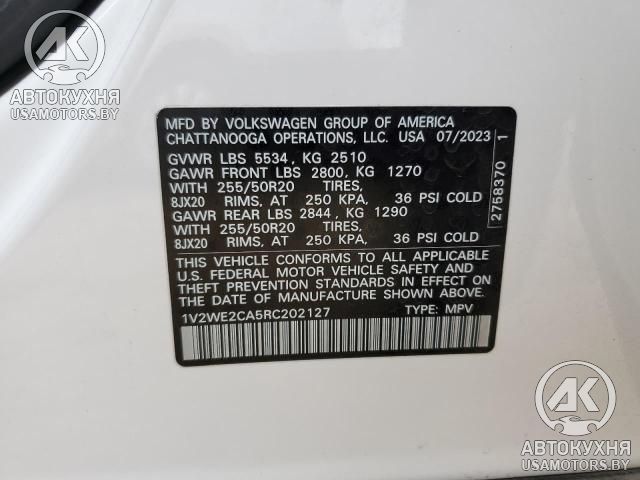 AK
АВТОКУХНЯ
USAMOTORS.BY
MFD BY VOLKSWAGEN GROUP OF AMERICA
CHATTANOOGA OPERATIONS, LLC. USA 07/2023
GVWR LBS 5534, KG 2510
GAWR FRONT LBS 2800, KG 1270
WITH 255/50R20 TIRES,
8JX20 RIMS, AT 250 KPA, 36 PSI COLD
GAWR REAR LBS 2844, KG 1290
WITH 255/50R20 TIRES,
8JX20 RIMS, AT 250 KPA, 36 PSI COLD
THIS VEHICLE CONFORMS TO ALL APPLICABLE
U.S. FEDERAL MOTOR VEHICLE SAFETY AND
THEFT PREVENTION STANDARDS IN EFFECT ON
THE DATE OF MANUFACTURE SHOWN ABOVE.
1V2WE2CA5RC202127 TYPE: MPV
2758370 1
AK
АВТОКУХНЯ
USAMOTORS.BY